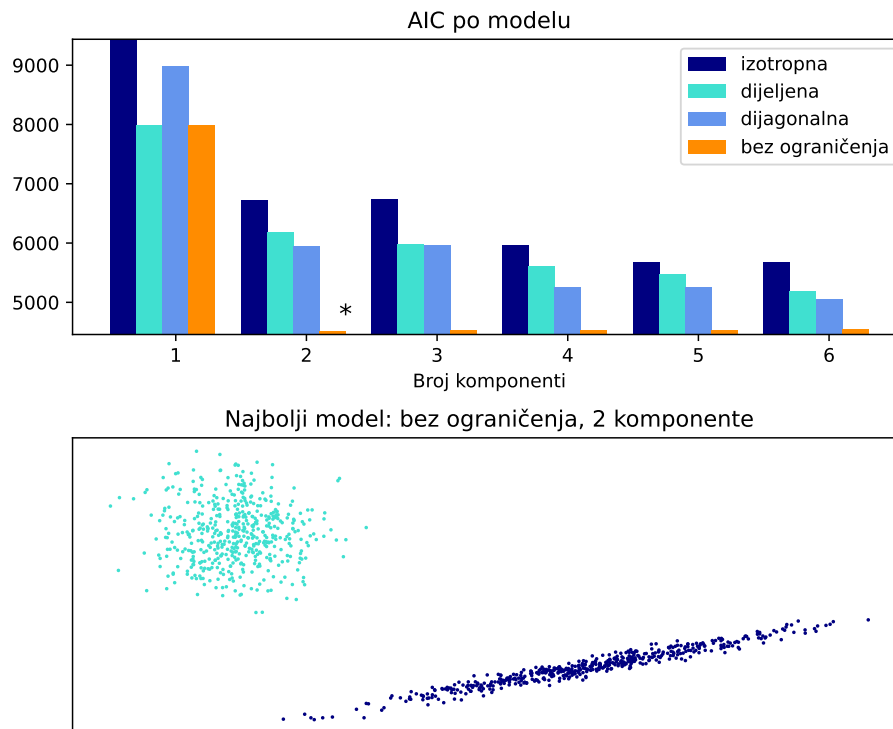 AIC po modelu
9000
8000
7000
6000
5000
izotropna
dijeljena
dijagonalna
bez ograničenja
*
1 2 3 4 5 6
Broj komponenti
Najbolji model: bez ograničenja, 2 komponente